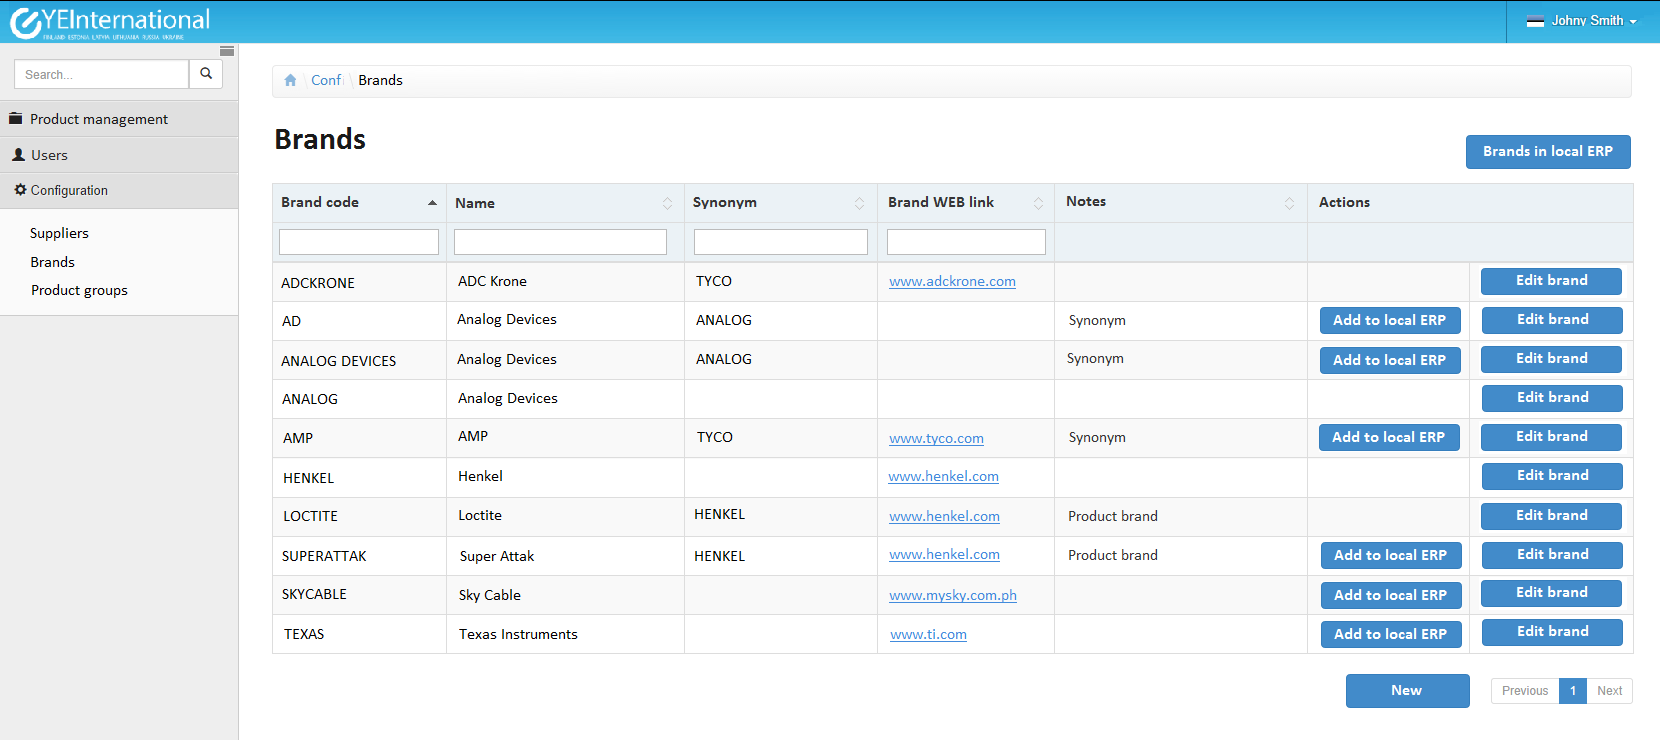 YEInternational
FINLAND ESTONIA LATVIA LITHUANIA RUSSIA UKRAINE
Johny Smith
Search...
Product management
Users
Configuration
Suppliers
Brands
Product groups
Conf Brands
Brands
Brands in local ERP
Brand code Name Synonym Brand WEB link Notes Actions
ADCKRONE ADC Krone TYCO www.adckrone.com Edit brand
AD Analog Devices ANALOG Synonym Add to local ERP Edit brand
ANALOG DEVICES Analog Devices ANALOG Synonym Add to local ERP Edit brand
ANALOG Analog Devices Edit brand
AMP AMP TYCO www.tyco.com Synonym Add to local ERP Edit brand
HENKEL Henkel www.henkel.com Edit brand
LOCTITE Loctite HENKEL www.henkel.com Product brand Edit brand
SUPERATTAK Super Attak HENKEL www.henkel.com Product brand Add to local ERP Edit brand
SKYCABLE Sky Cable www.mysky.com.ph Add to local ERP Edit brand
TEXAS Texas Instruments www.ti.com Add to local ERP Edit brand
New Previous 1 Next